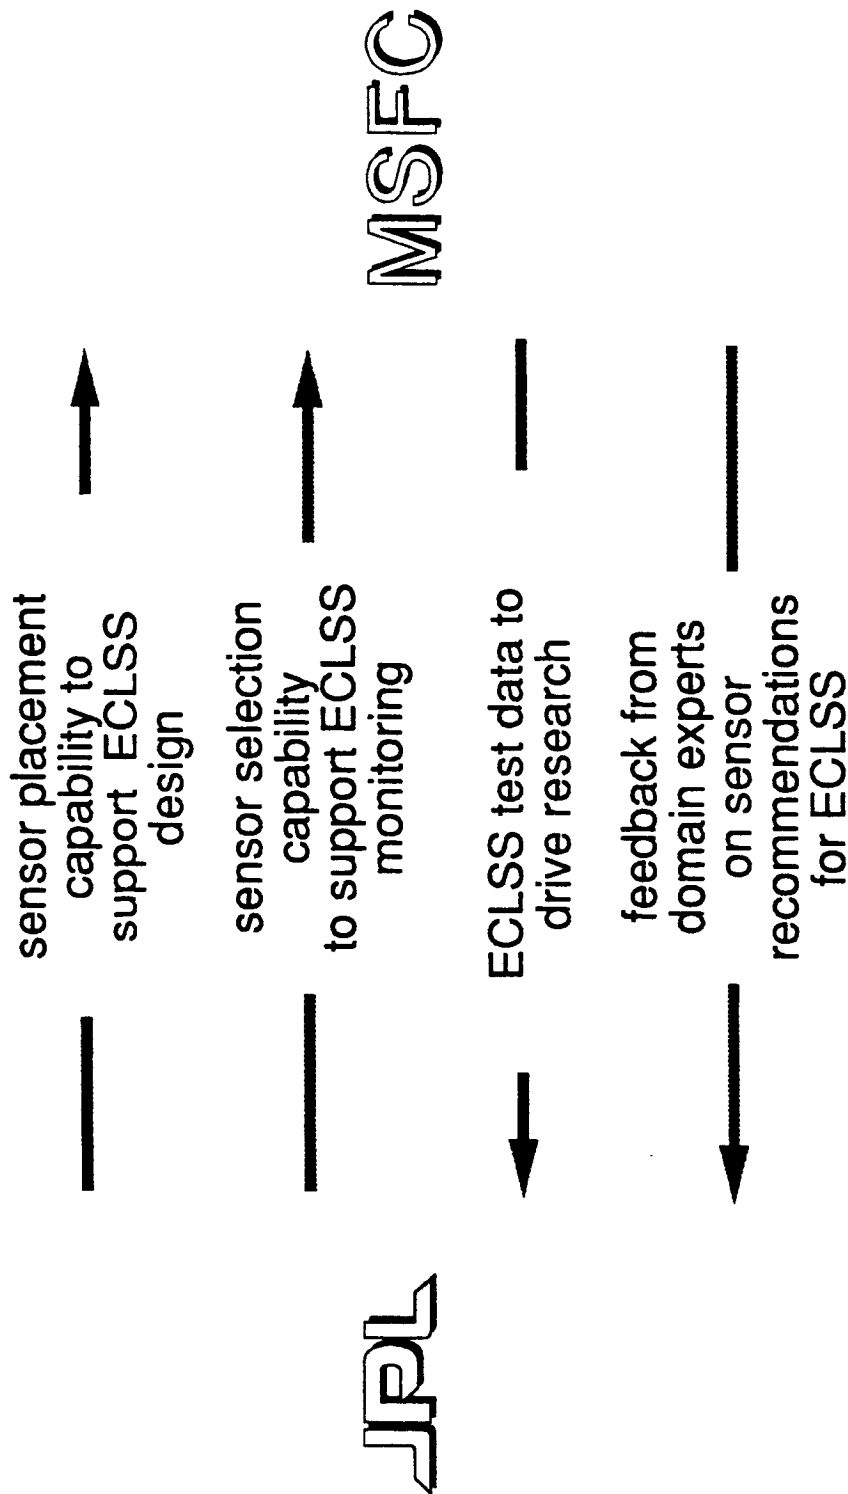 sensor placement
capability to
support ECLSS
design
sensor selection
capability
to support ECLSS
monitoring
JPL
MSFC
ECLSS test data to
drive research
feedback from
domain experts
on sensor
recommendations
for ECLSS